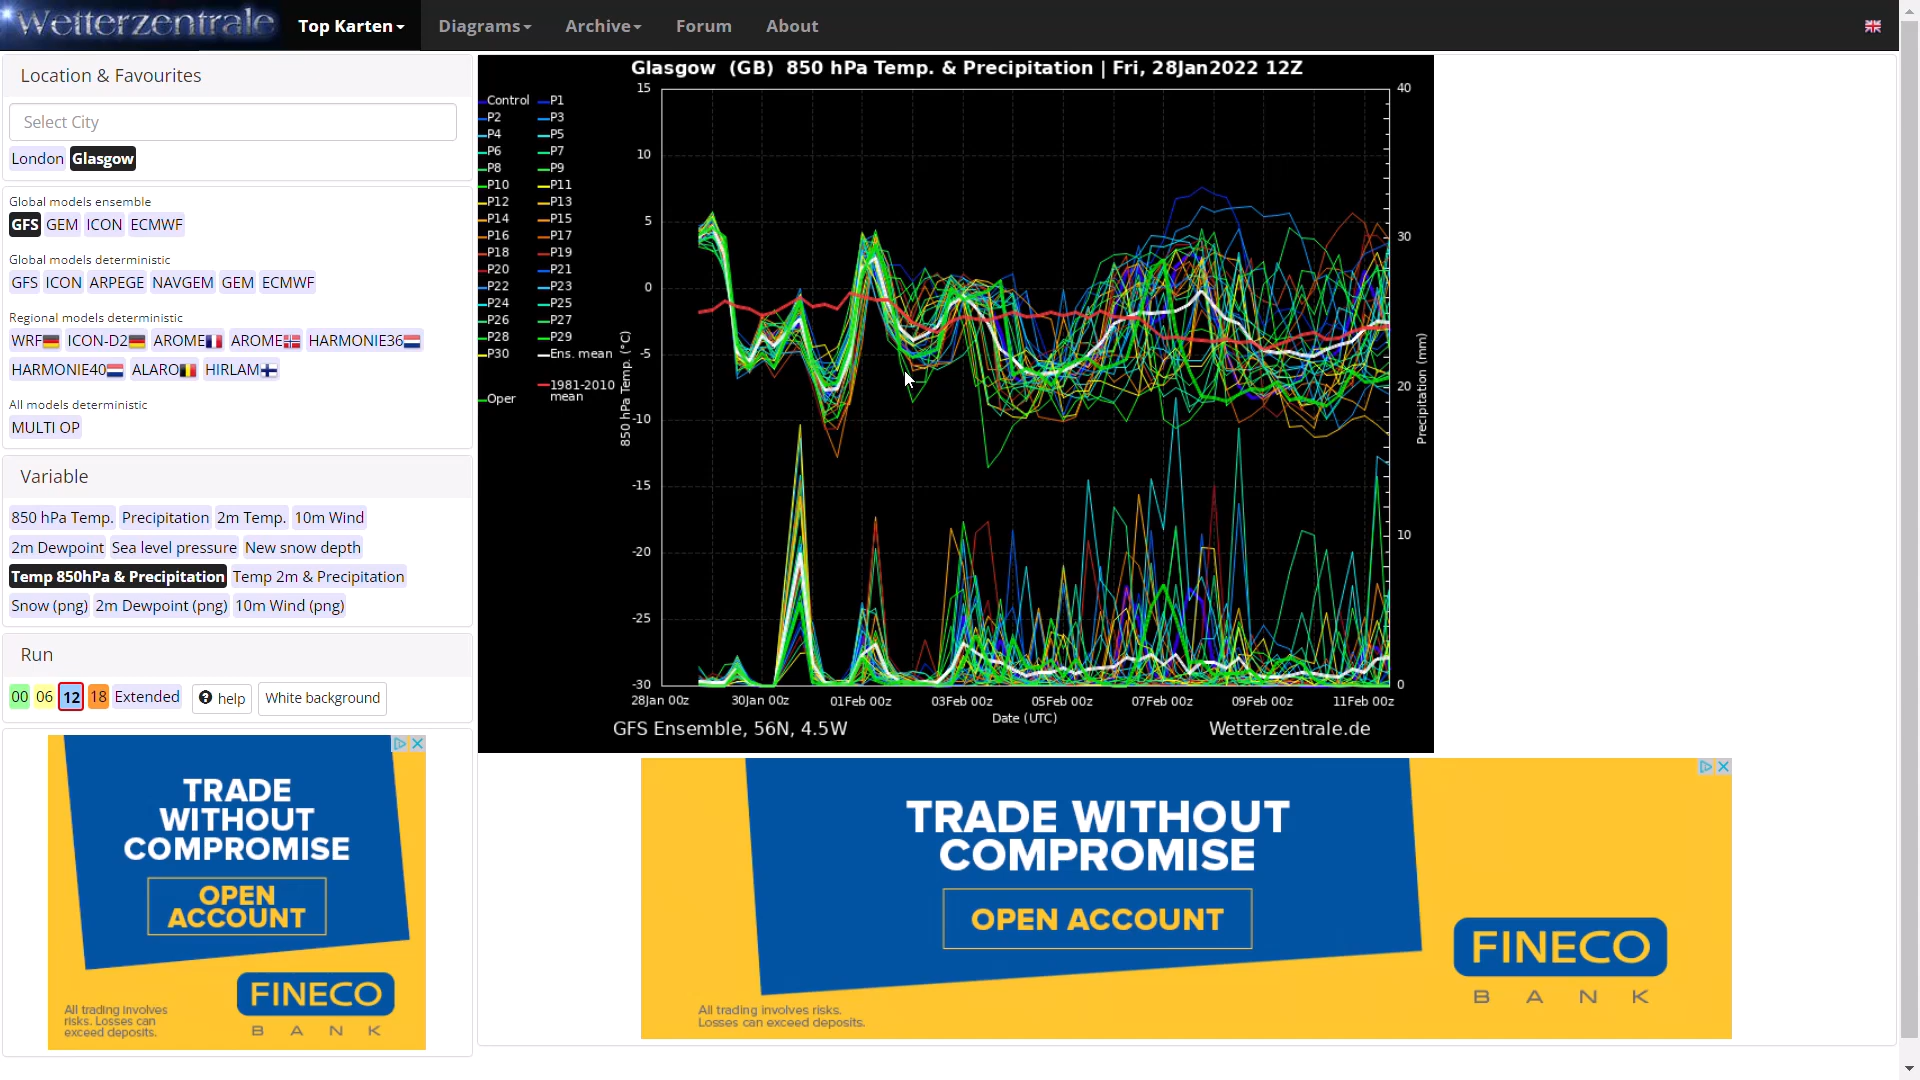 Wetterzentrale
Top Karten
Diagrams
Archive
Forum
About
Location & Favourites
Select City
London Glasgow
Global models ensemble
GFS GEM ICON ECMWF
Global models deterministic
GFS ICON ARPEGE NAVGEM GEM ECMWF
Regional models deterministic
WRF ICON-D2 AROME AROME HARMONIE36
HARMONIE40 ALARO HIRLAM
All models deterministic
MULTI OP
Variable
850 hPa Temp. Precipitation 2m Temp. 10m Wind
2m Dewpoint Sea level pressure New snow depth
Temp 850hPa & Precipitation Temp 2m & Precipitation
Snow (png) 2m Dewpoint (png) 10m Wind (png)
Run
00 06 12 18 Extended help White background
Glasgow (GB) 850 hPa Temp. & Precipitation | Fri, 28Jan2022 12Z
Control P1
P2 P3
P4 P5
P6 P7
P8 P9
P10 P11
P12 P13
P14 P15
P16 P17
P18 P19
P20 P21
P22 P23
P24 P25
P26 P27
P28 P29
P30 Ens. mean
1981-2010
mean
Oper
850 hPa Temp. (°C)
15
10
5
0
-5
-10
-15
-20
-25
-30
40
30
20
10
0
Precipitation (mm)
28Jan 00z 30Jan 00z 01Feb 00z 03Feb 00z 05Feb 00z 07Feb 00z 09Feb 00z 11Feb 00z
Date (UTC)
GFS Ensemble, 56N, 4.5W
Wetterzentrale.de
TRADE
WITHOUT
COMPROMISE
OPEN
ACCOUNT
FINECO
BANK
All trading involves
risks. Losses can
exceed deposits.
TRADE WITHOUT
COMPROMISE
OPEN ACCOUNT
FINECO
BANK
All trading involves risks.
Losses can exceed deposits.